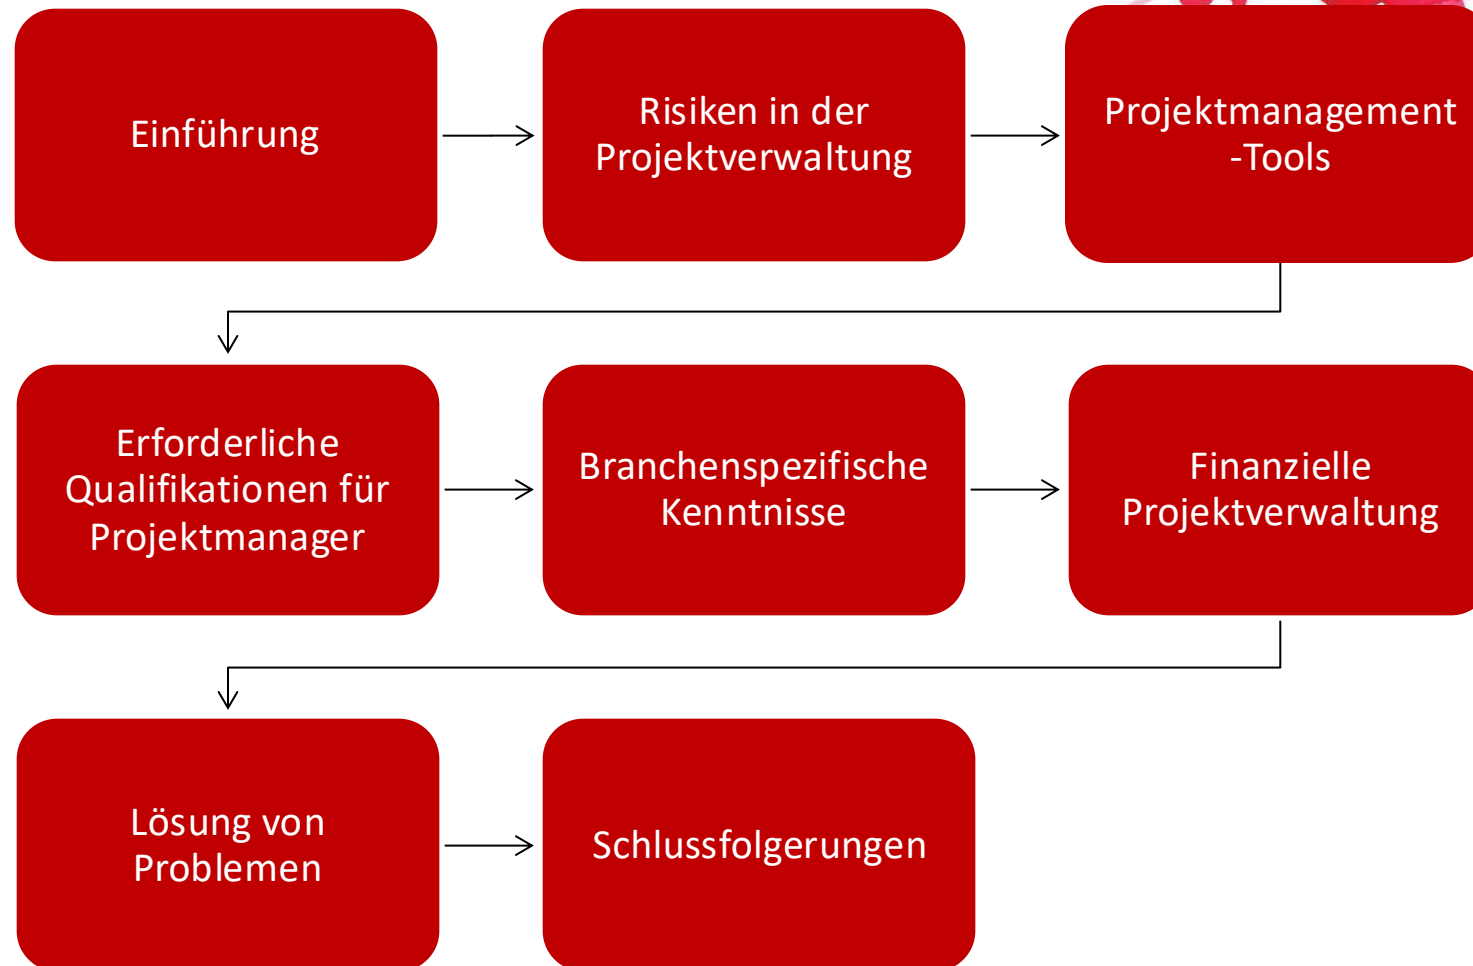 Einführung
Risiken in der
Projektverwaltung
Projektmanagement
-Tools
Erforderliche
Qualifikationen für
Projektmanager
Branchenspezifische
Kenntnisse
Finanzielle
Projektverwaltung
Lösung von
Problemen
Schlussfolgerungen